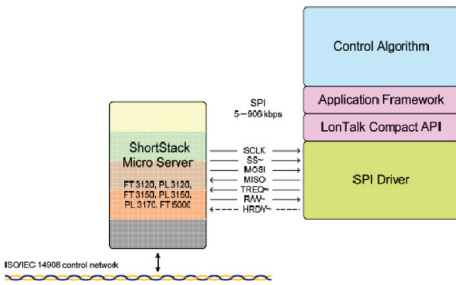 Control Algorithm
SPI
5–906 kbps
Application Framework
LonTalk Compact API
ShortStack
Micro Server
FT 3120, PL 3120,
FT 3150, PL 3150,
PL 3170, FT 5000
SCLK
SS~
MOSI
MISO
TREQ~
R/W~
HRDY~
SPI Driver
ISO/IEC 14908 control network